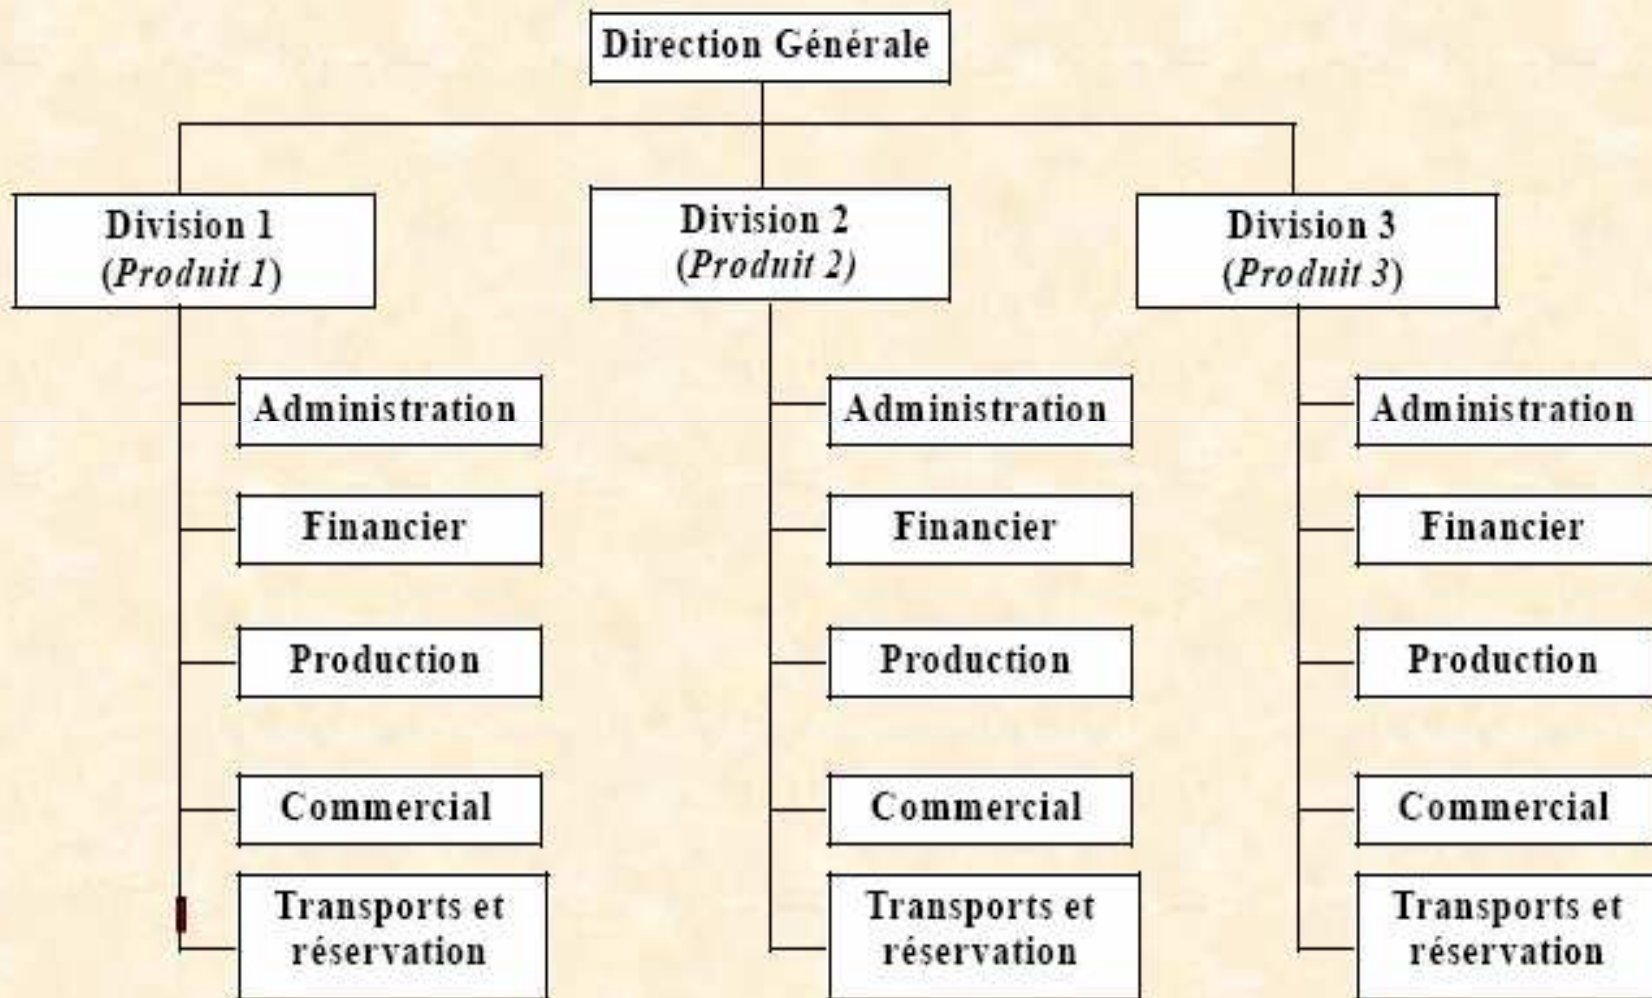 Direction Générale
Division 1
(Produit 1)
Division 2
(Produit 2)
Division 3
(Produit 3)
Administration
Financier
Production
Commercial
Transports et
réservation
Administration
Financier
Production
Commercial
Transports et
réservation
Administration
Financier
Production
Commercial
Transports et
réservation